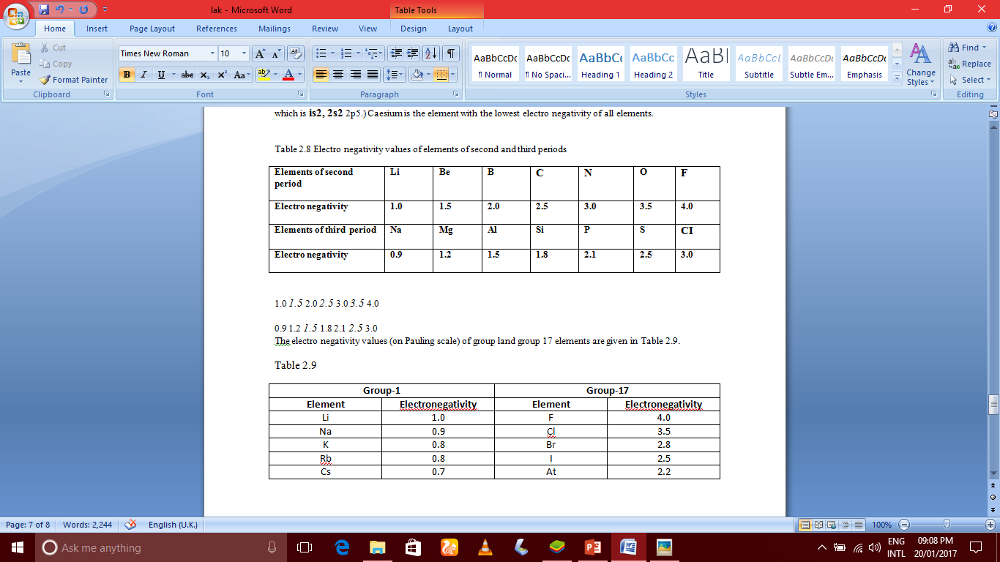 lak - Microsoft Word
Table Tools
Home Insert Page Layout References Mailings Review View Design Layout
Paste
Cut
Copy
Format Painter
Clipboard
Times New Roman 10
B I U abc X₂ X² Aa
Font
Paragraph
AaBbCcDc AaBbCcDc AaBbC AaBbCc AaB AaBbCcL AaBbCcDc AaBbCcDc
¶ Normal ¶ No Spaci... Heading 1 Heading 2 Title Subtitle Subtle Em... Emphasis
Styles
Change
Styles
Find
Replace
Select
Editing
which is is2, 2s2 2p5.) Caesium is the element with the lowest electro negativity of all elements.
Table 2.8 Electro negativity values of elements of second and third periods
Elements of second period Li Be B C N O F
Electro negativity 1.0 1.5 2.0 2.5 3.0 3.5 4.0
Elements of third period Na Mg Al Si P S CI
Electro negativity 0.9 1.2 1.5 1.8 2.1 2.5 3.0
1.0 1.5 2.0 2.5 3.0 3.5 4.0
0.9 1.2 1.5 1.8 2.1 2.5 3.0
The electro negativity values (on Pauling scale) of group land group 17 elements are given in Table 2.9.
Table 2.9
Group-1 Group-17
Element Electronegativity Element Electronegativity
Li 1.0 F 4.0
Na 0.9 Cl 3.5
K 0.8 Br 2.8
Rb 0.8 I 2.5
Cs 0.7 At 2.2
Page: 7 of 8 Words: 2,244 English (U.K.) 100%
Ask me anything
ENG 09:08 PM
INTL 20/01/2017